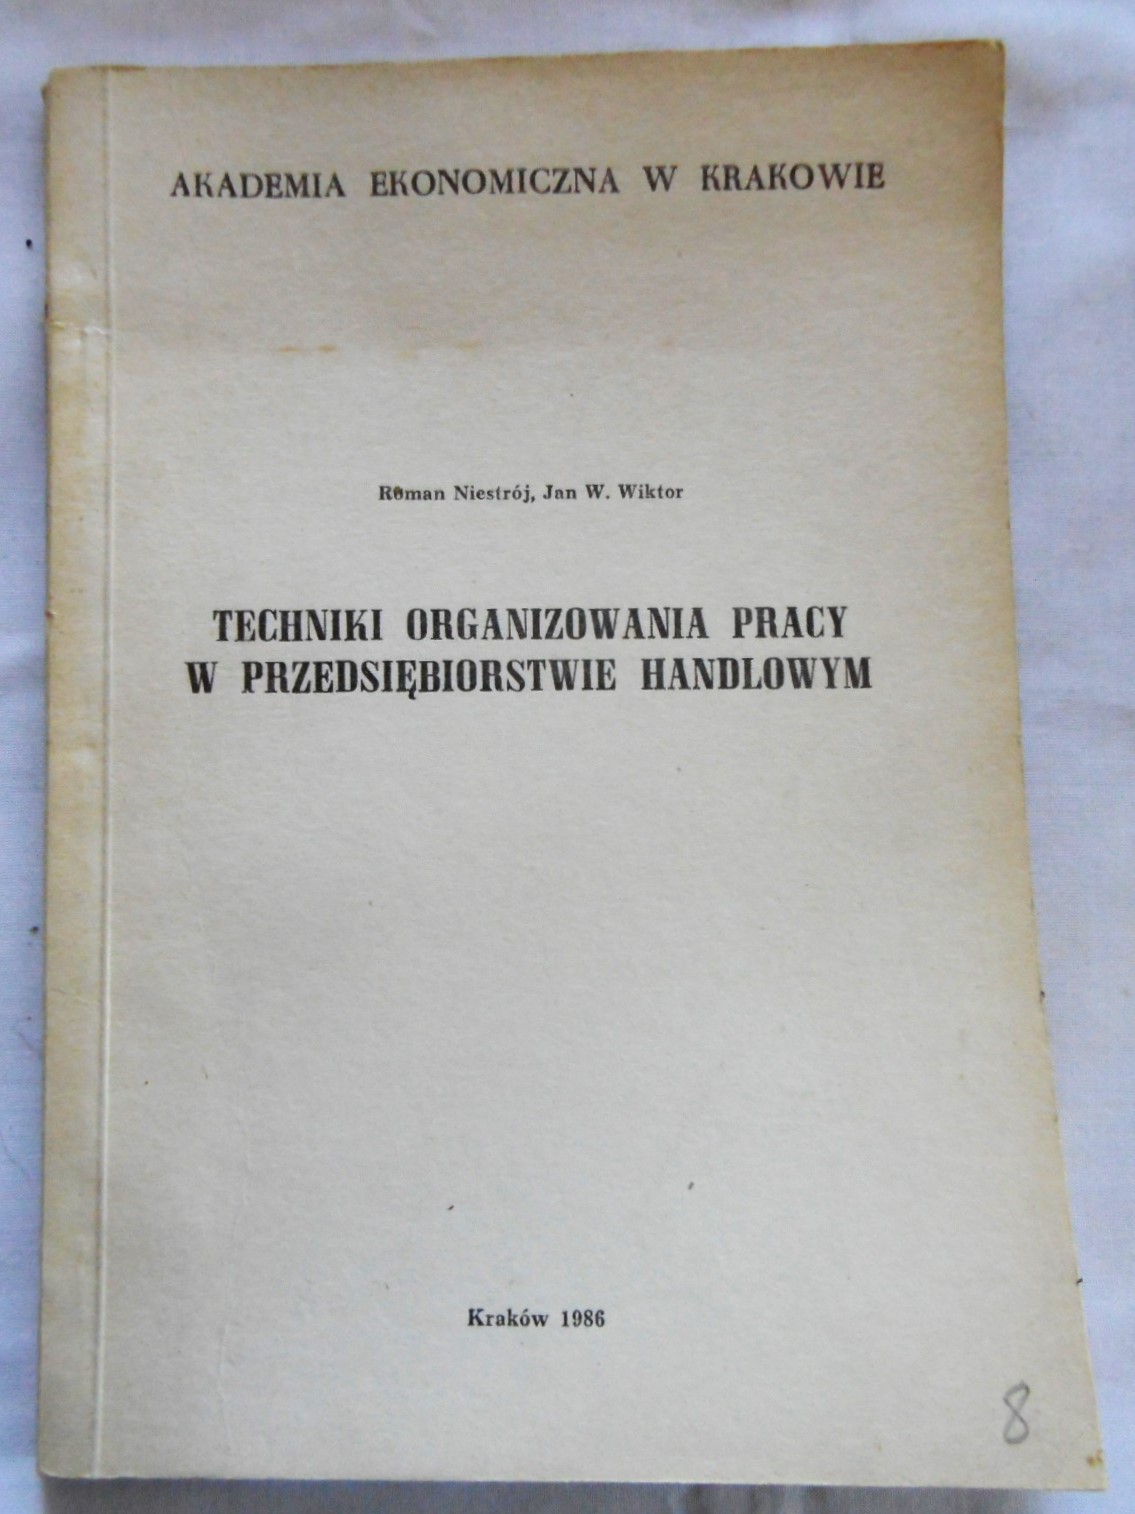 AKADEMIA EKONOMICZNA W KRAKOWIE
Roman Niestrój, Jan W. Wiktor
TECHNIKI ORGANIZOWANIA PRACY
W PRZEDSIĘBIORSTWIE HANDLOWYM
Kraków 1986
8